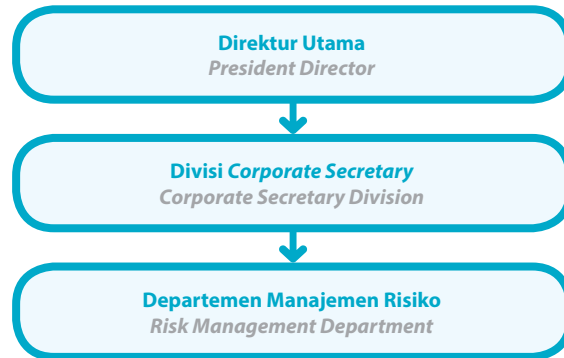 Direktur Utama
President Director
Divisi Corporate Secretary
Corporate Secretary Division
Departemen Manajemen Risiko
Risk Management Department